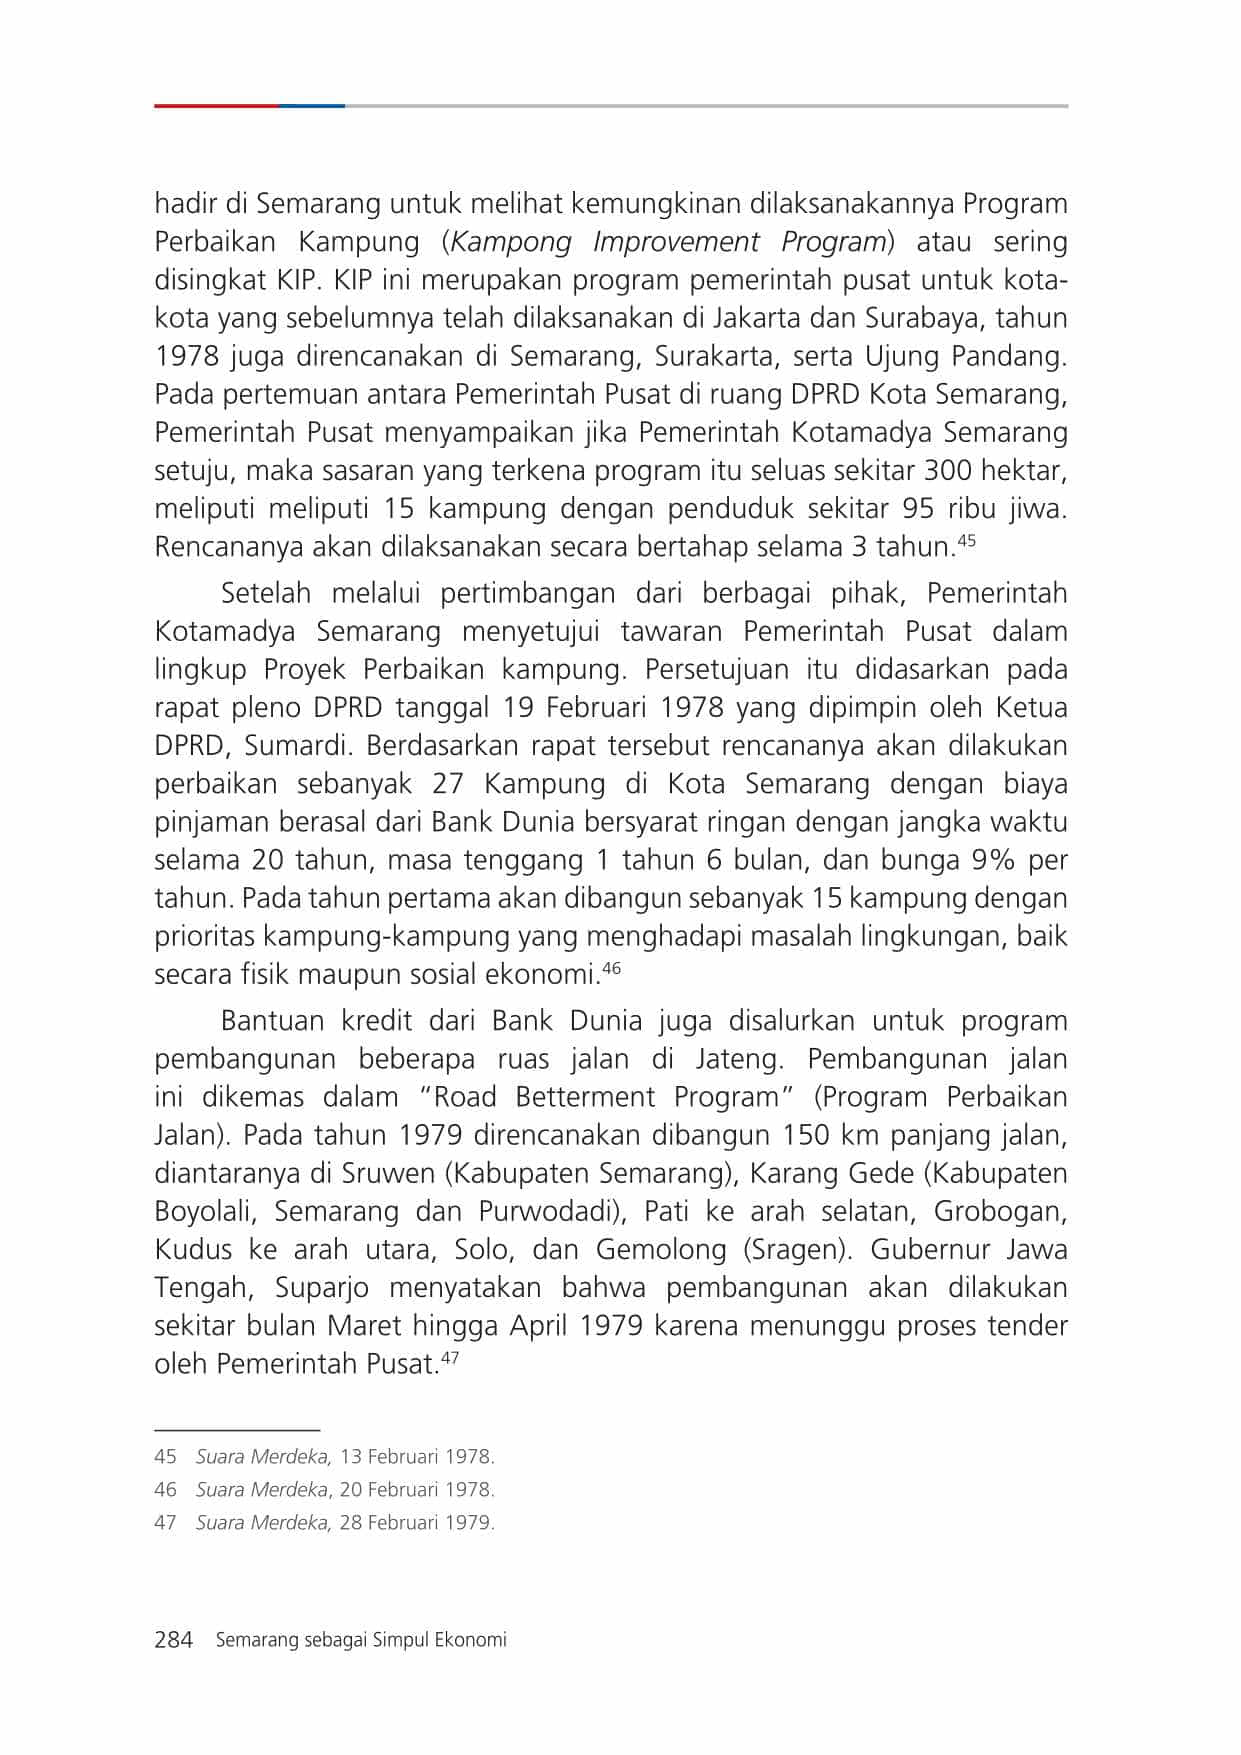 hadir di Semarang untuk melihat kemungkinan dilaksanakannya Program
Perbaikan Kampung (Kampong Improvement Program) atau sering
disingkat KIP. KIP ini merupakan program pemerintah pusat untuk kota-
kota yang sebelumnya telah dilaksanakan di Jakarta dan Surabaya, tahun
1978 juga direncanakan di Semarang, Surakarta, serta Ujung Pandang.
Pada pertemuan antara Pemerintah Pusat di ruang DPRD Kota Semarang,
Pemerintah Pusat menyampaikan jika Pemerintah Kotamadya Semarang
setuju, maka sasaran yang terkena program itu seluas sekitar 300 hektar,
meliputi meliputi 15 kampung dengan penduduk sekitar 95 ribu jiwa.
Rencananya akan dilaksanakan secara bertahap selama 3 tahun.45
Setelah melalui pertimbangan dari berbagai pihak, Pemerintah
Kotamadya Semarang menyetujui tawaran Pemerintah Pusat dalam
lingkup Proyek Perbaikan kampung. Persetujuan itu didasarkan pada
rapat pleno DPRD tanggal 19 Februari 1978 yang dipimpin oleh Ketua
DPRD, Sumardi. Berdasarkan rapat tersebut rencananya akan dilakukan
perbaikan sebanyak 27 Kampung di Kota Semarang dengan biaya
pinjaman berasal dari Bank Dunia bersyarat ringan dengan jangka waktu
selama 20 tahun, masa tenggang 1 tahun 6 bulan, dan bunga 9% per
tahun. Pada tahun pertama akan dibangun sebanyak 15 kampung dengan
prioritas kampung-kampung yang menghadapi masalah lingkungan, baik
secara fisik maupun sosial ekonomi.46
Bantuan kredit dari Bank Dunia juga disalurkan untuk program
pembangunan beberapa ruas jalan di Jateng. Pembangunan jalan
ini dikemas dalam “Road Betterment Program” (Program Perbaikan
Jalan). Pada tahun 1979 direncanakan dibangun 150 km panjang jalan,
diantaranya di Sruwen (Kabupaten Semarang), Karang Gede (Kabupaten
Boyolali, Semarang dan Purwodadi), Pati ke arah selatan, Grobogan,
Kudus ke arah utara, Solo, dan Gemolong (Sragen). Gubernur Jawa
Tengah, Suparjo menyatakan bahwa pembangunan akan dilakukan
sekitar bulan Maret hingga April 1979 karena menunggu proses tender
oleh Pemerintah Pusat.47
45 Suara Merdeka, 13 Februari 1978.
46 Suara Merdeka, 20 Februari 1978.
47 Suara Merdeka, 28 Februari 1979.
284 Semarang sebagai Simpul Ekonomi